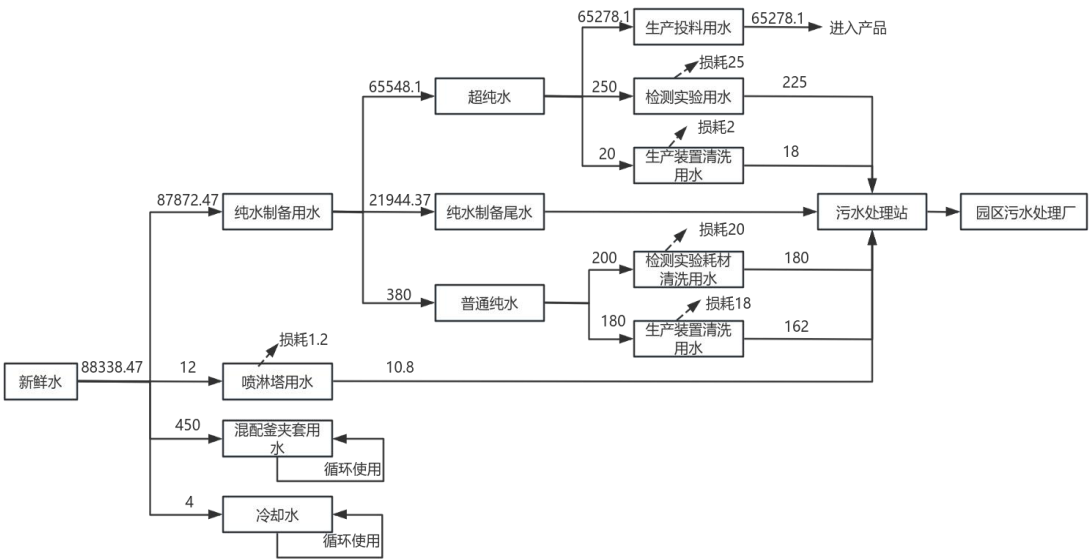 65278.1
生产投料用水
65278.1
进入产品
损耗25
65548.1
超纯水
250
检测实验用水
225
损耗2
20
生产装置清洗
用水
18
87872.47
纯水制备用水
21944.37
纯水制备尾水
污水处理站
园区污水处理厂
损耗20
200
检测实验耗材
清洗用水
180
380
普通纯水
损耗18
180
生产装置清洗
用水
162
损耗1.2
新鲜水
88338.47
12
喷淋塔用水
10.8
450
混配釜夹套用
水
循环使用
4
冷却水
循环使用